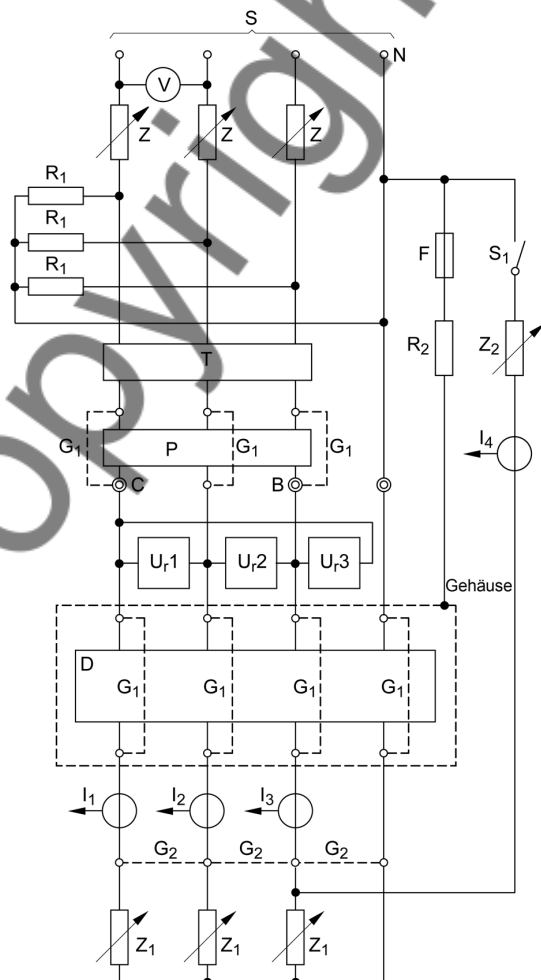 S
N
V
Z Z Z
R₁
R₁
F S₁
R₁
R₂ Z₂
T
G₁ P G₁ G₁
I₄
C B
Uᵣ1 Uᵣ2 Uᵣ3
Gehäuse
D
G₁ G₁ G₁ G₁
I₁ I₂ I₃
G₂ G₂ G₂
Z₁ Z₁ Z₁
opyrigh